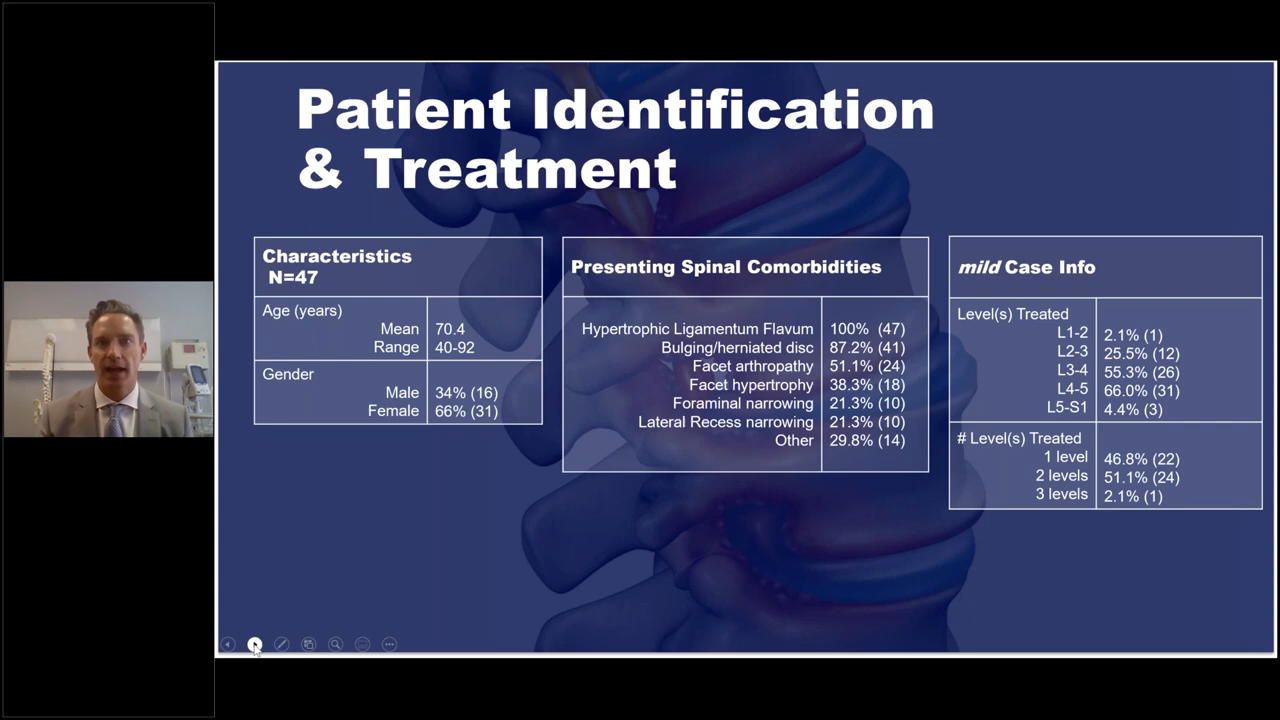 Patient Identification
& Treatment
Characteristics
N=47
Age (years)
Mean 70.4
Range 40-92
Gender
Male 34% (16)
Female 66% (31)
Presenting Spinal Comorbidities
Hypertrophic Ligamentum Flavum 100% (47)
Bulging/herniated disc 87.2% (41)
Facet arthropathy 51.1% (24)
Facet hypertrophy 38.3% (18)
Foraminal narrowing 21.3% (10)
Lateral Recess narrowing 21.3% (10)
Other 29.8% (14)
mild Case Info
Level(s) Treated
L1-2 2.1% (1)
L2-3 25.5% (12)
L3-4 55.3% (26)
L4-5 66.0% (31)
L5-S1 4.4% (3)
# Level(s) Treated
1 level 46.8% (22)
2 levels 51.1% (24)
3 levels 2.1% (1)